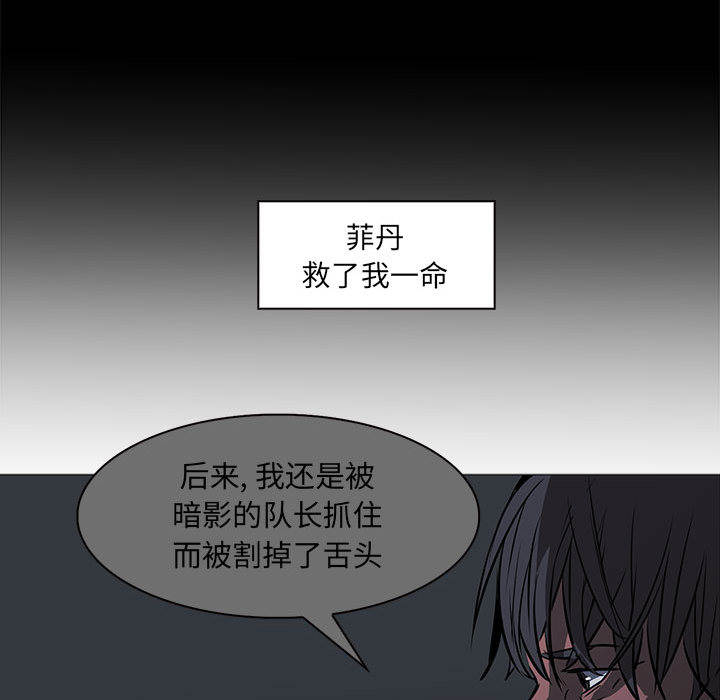 菲丹
救了我一命
后来, 我还是被
暗影的队长抓住
而被割掉了舌头